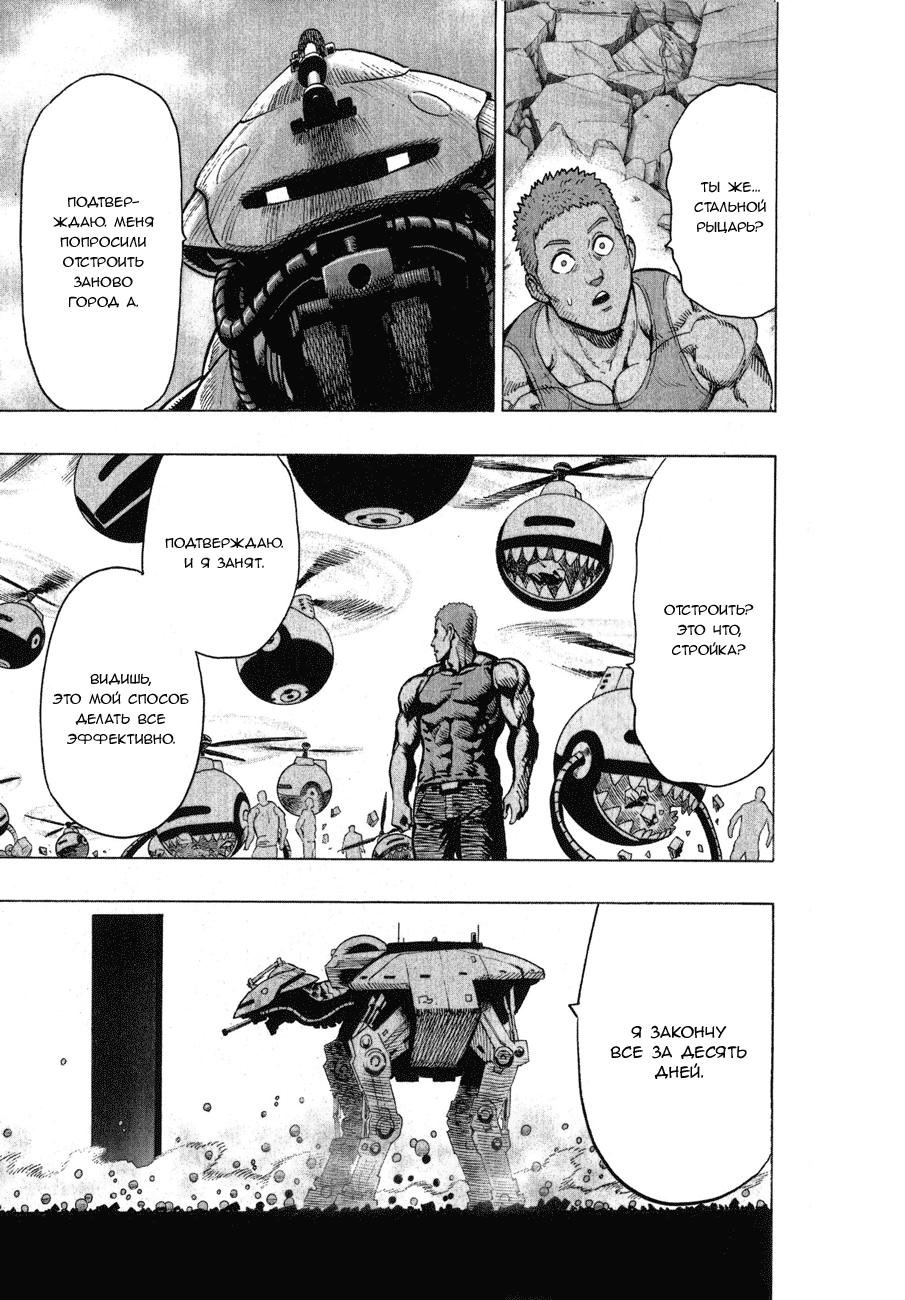 ТЫ ЖЕ...
СТАЛЬНОЙ
РЫЦАРЬ?
ПОДТВЕР-
ЖДАЮ. МЕНЯ
ПОПРОСИЛИ
ОТСТРОИТЬ
ЗАНОВО
ГОРОД А.
ОТСТРОИТЬ?
ЭТО ЧТО,
СТРОЙКА?
ПОДТВЕРЖДАЮ.
И Я ЗАНЯТ.
ВИДИШЬ,
ЭТО МОЙ СПОСОБ
ДЕЛАТЬ ВСЕ
ЭФФЕКТИВНО.
Я ЗАКОНЧУ
ВСЕ ЗА ДЕСЯТЬ
ДНЕЙ.